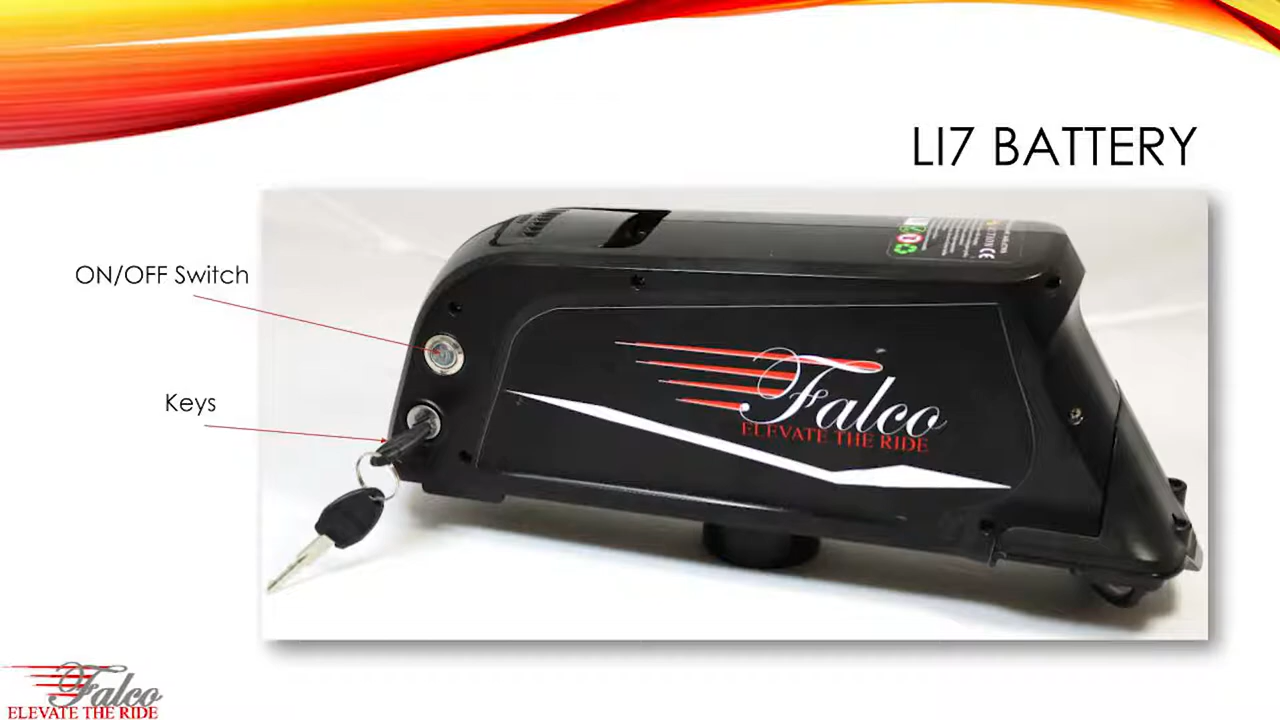 LI7 BATTERY
ON/OFF Switch
Keys
Falco
ELEVATE THE RIDE
Falco
ELEVATE THE RIDE